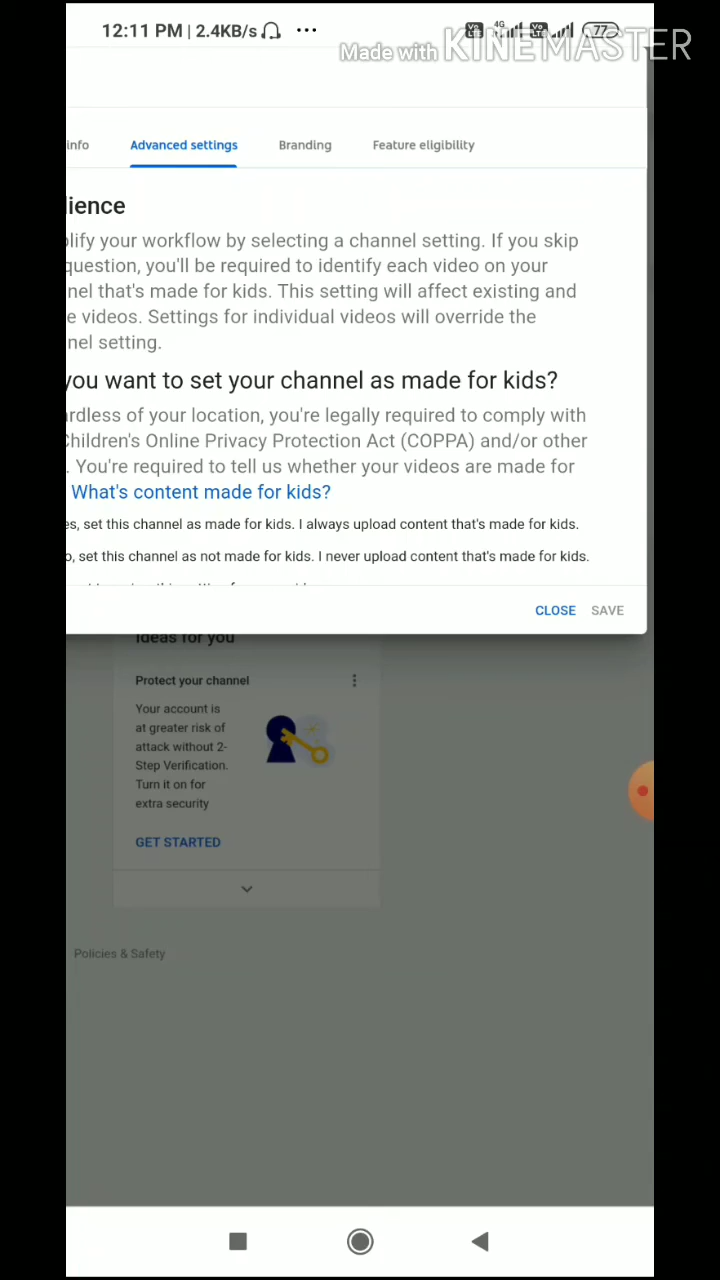 12:11 PM | 2.4KB/s
4G
77
Made with KINEMASTER
info
Advanced settings
Branding
Feature eligibility
lience
plify your workflow by selecting a channel setting. If you skip
question, you'll be required to identify each video on your
nel that's made for kids. This setting will affect existing and
e videos. Settings for individual videos will override the
nel setting.
you want to set your channel as made for kids?
ardless of your location, you're legally required to comply with
Children's Online Privacy Protection Act (COPPA) and/or other
. You're required to tell us whether your videos are made for
What's content made for kids?
es, set this channel as made for kids. I always upload content that's made for kids.
o, set this channel as not made for kids. I never upload content that's made for kids.
CLOSE
SAVE
Ideas for you
Protect your channel
Your account is
at greater risk of
attack without 2-
Step Verification.
Turn it on for
extra security
GET STARTED
Policies & Safety